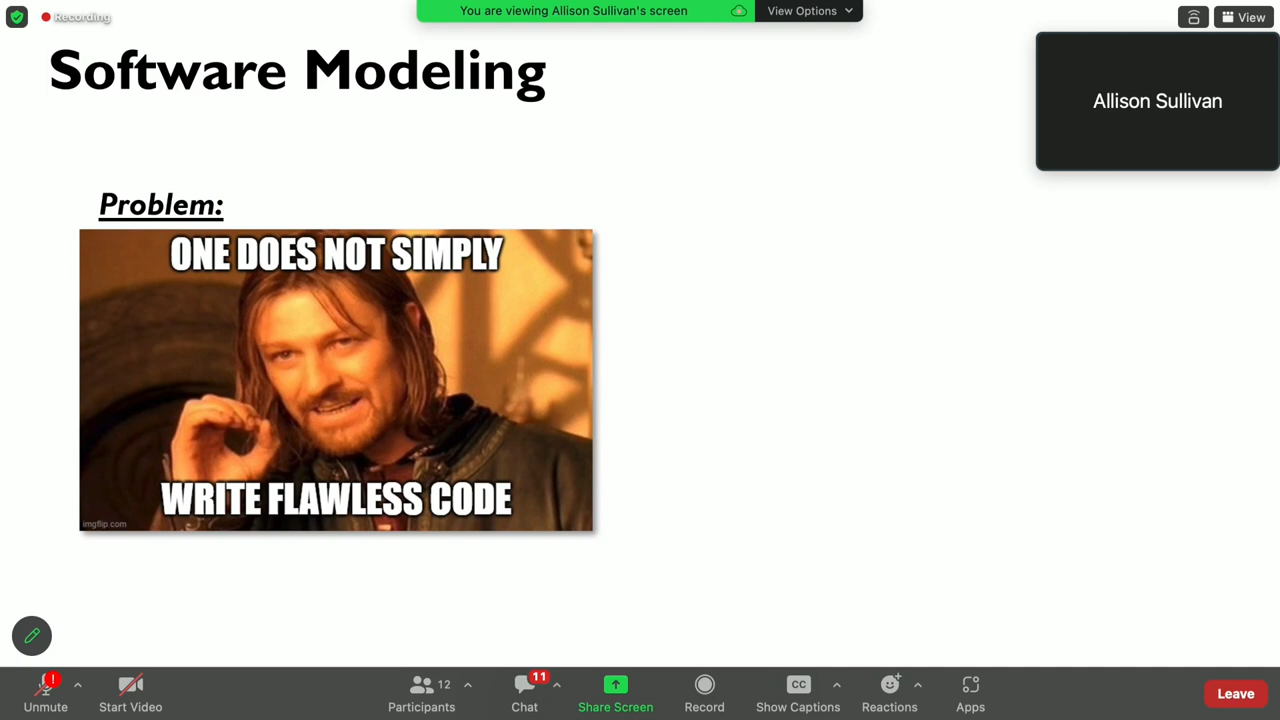 Recording
You are viewing Allison Sullivan's screen
View Options
View
Software Modeling
Allison Sullivan
Problem:
ONE DOES NOT SIMPLY
WRITE FLAWLESS CODE
imgflip.com
Unmute
Start Video
12
Participants
11
Chat
Share Screen
Record
CC
Show Captions
Reactions
Apps
Leave